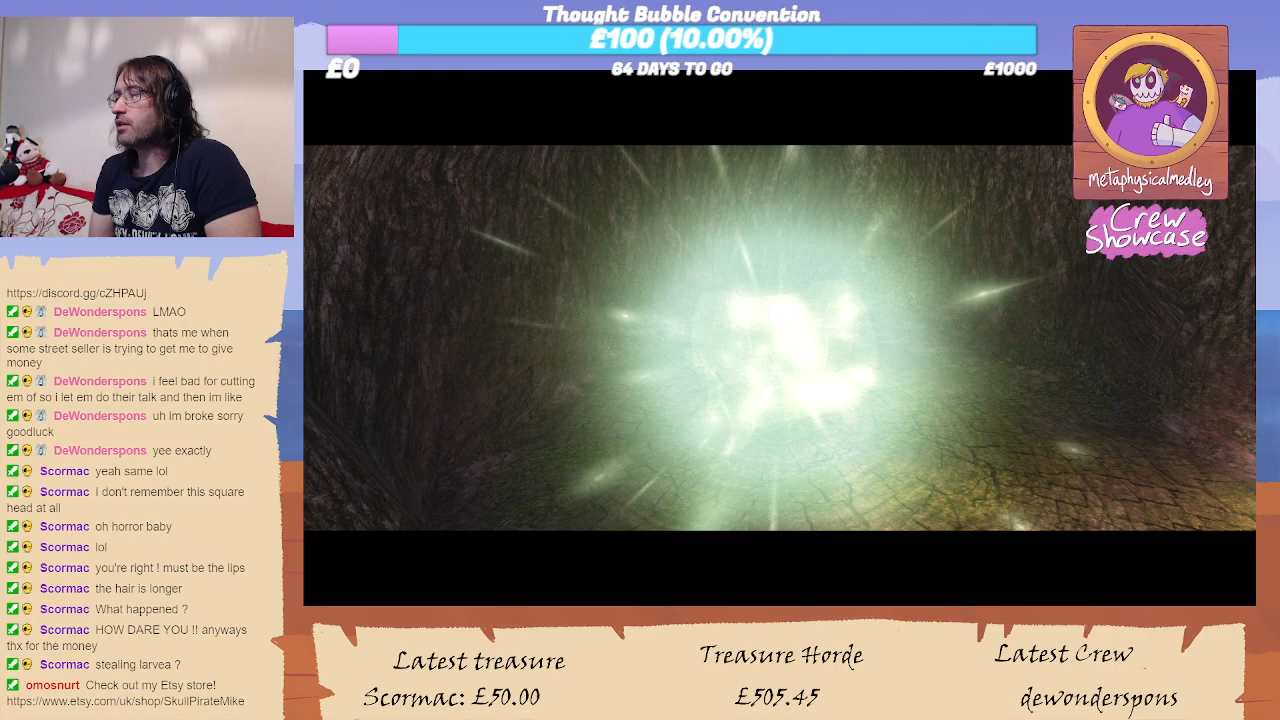 Thought Bubble Convention
£100 (10.00%)
£0
64 DAYS TO GO
£1000
metaphysicalmedley
Crew
Showcase
https://discord.gg/cZHPAUj
DeWonderspons LMAO
DeWonderspons thats me when
some street seller is trying to get me to give
money
DeWonderspons i feel bad for cutting
em of so i let em do their talk and then im like
DeWonderspons uh im broke sorry
goodluck
DeWonderspons yee exactly
Scormac yeah same lol
Scormac I don't remember this square
head at all
Scormac oh horror baby
Scormac lol
Scormac you're right ! must be the lips
Scormac the hair is longer
Scormac What happened ?
Scormac HOW DARE YOU !! anyways
thx for the money
Scormac stealing larvea ?
omosnurt Check out my Etsy store!
https://www.etsy.com/uk/shop/SkullPirateMike
Latest treasure
Scormac: £50.00
Treasure Horde
£505.45
Latest Crew
dewonderspons